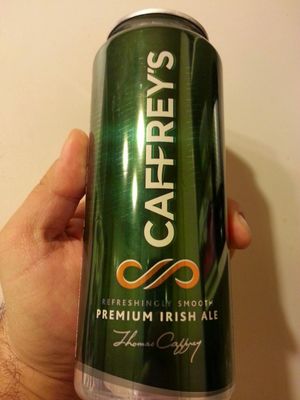 CAFFREY'S
REFRESHINGLY SMOOTH
PREMIUM IRISH ALE
Thomas Caffrey